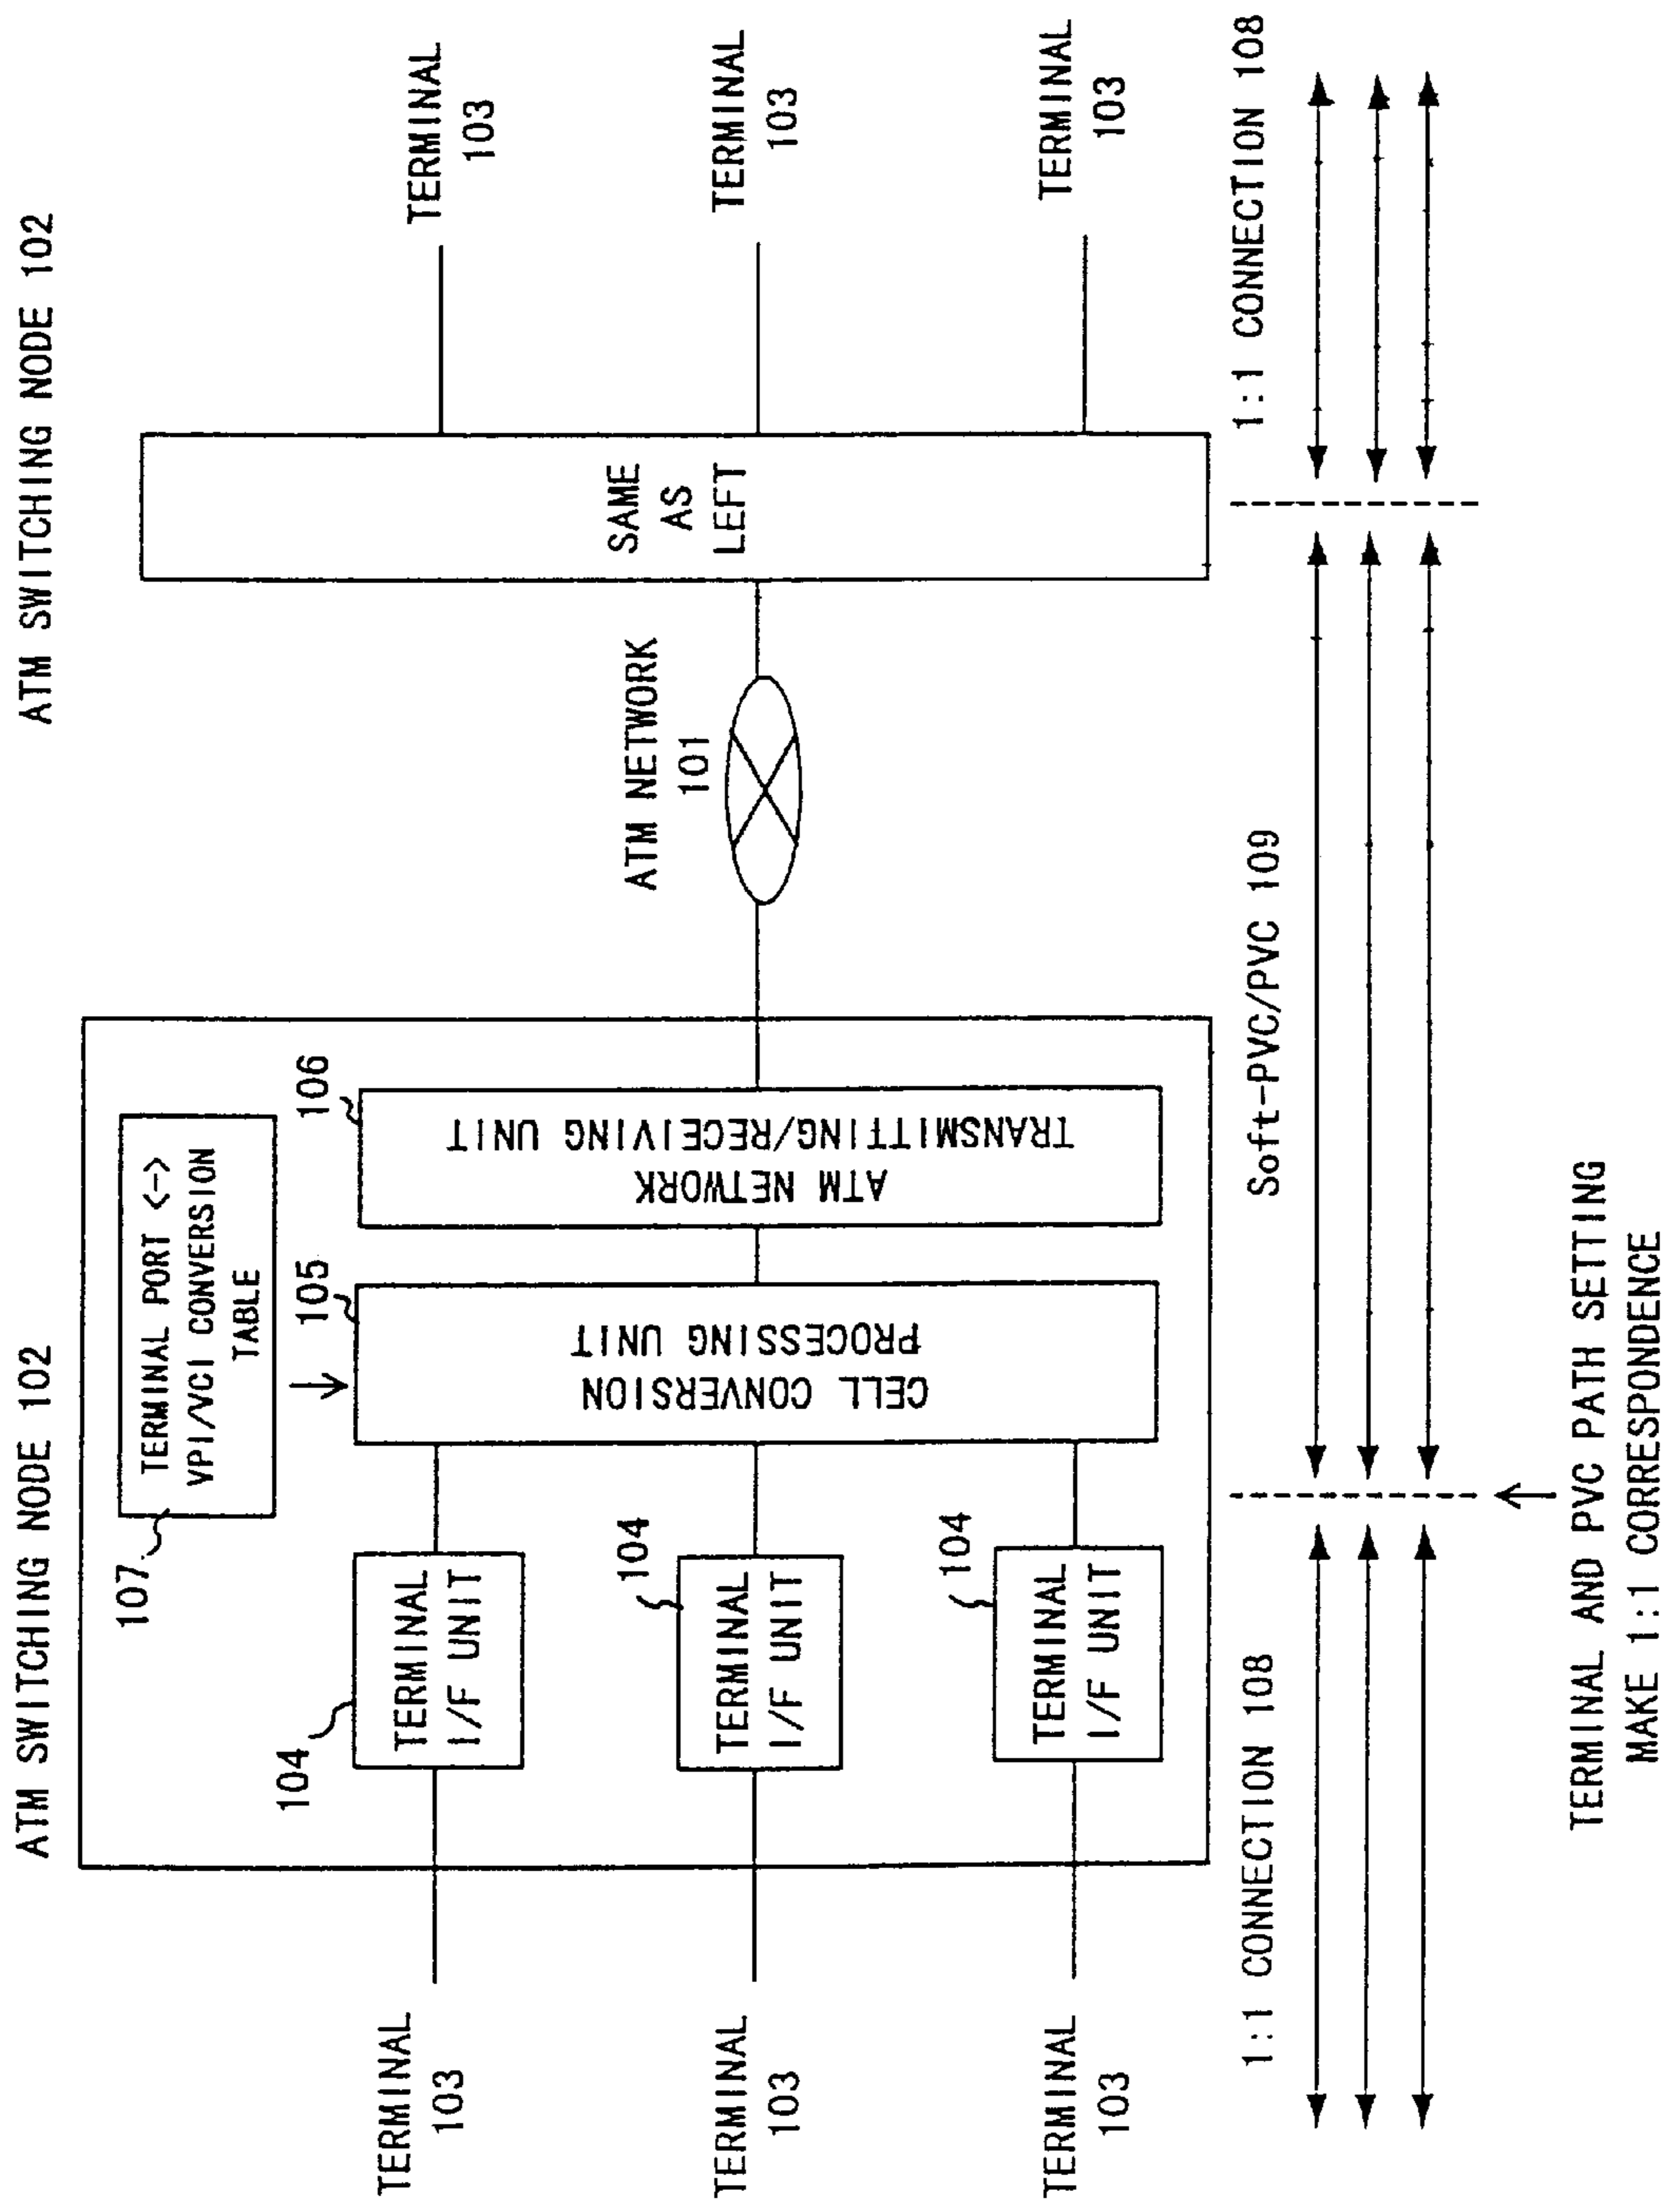 ATM SWITCHING NODE 102
ATM SWITCHING NODE 102
107
TERMINAL PORT <->
VPI/VCI CONVERSION
TABLE
TERMINAL
103
104
TERMINAL
I/F UNIT
TERMINAL
103
104
TERMINAL
I/F UNIT
TERMINAL
103
104
TERMINAL
I/F UNIT
105
CELL CONVERSION
PROCESSING UNIT
106
ATM NETWORK
TRANSMITTING/RECEIVING UNIT
ATM NETWORK
101
SAME
AS
LEFT
TERMINAL
103
TERMINAL
103
TERMINAL
103
1:1 CONNECTION 108
Soft-PVC/PVC 109
1:1 CONNECTION 108
TERMINAL AND PVC PATH SETTING
MAKE 1:1 CORRESPONDENCE